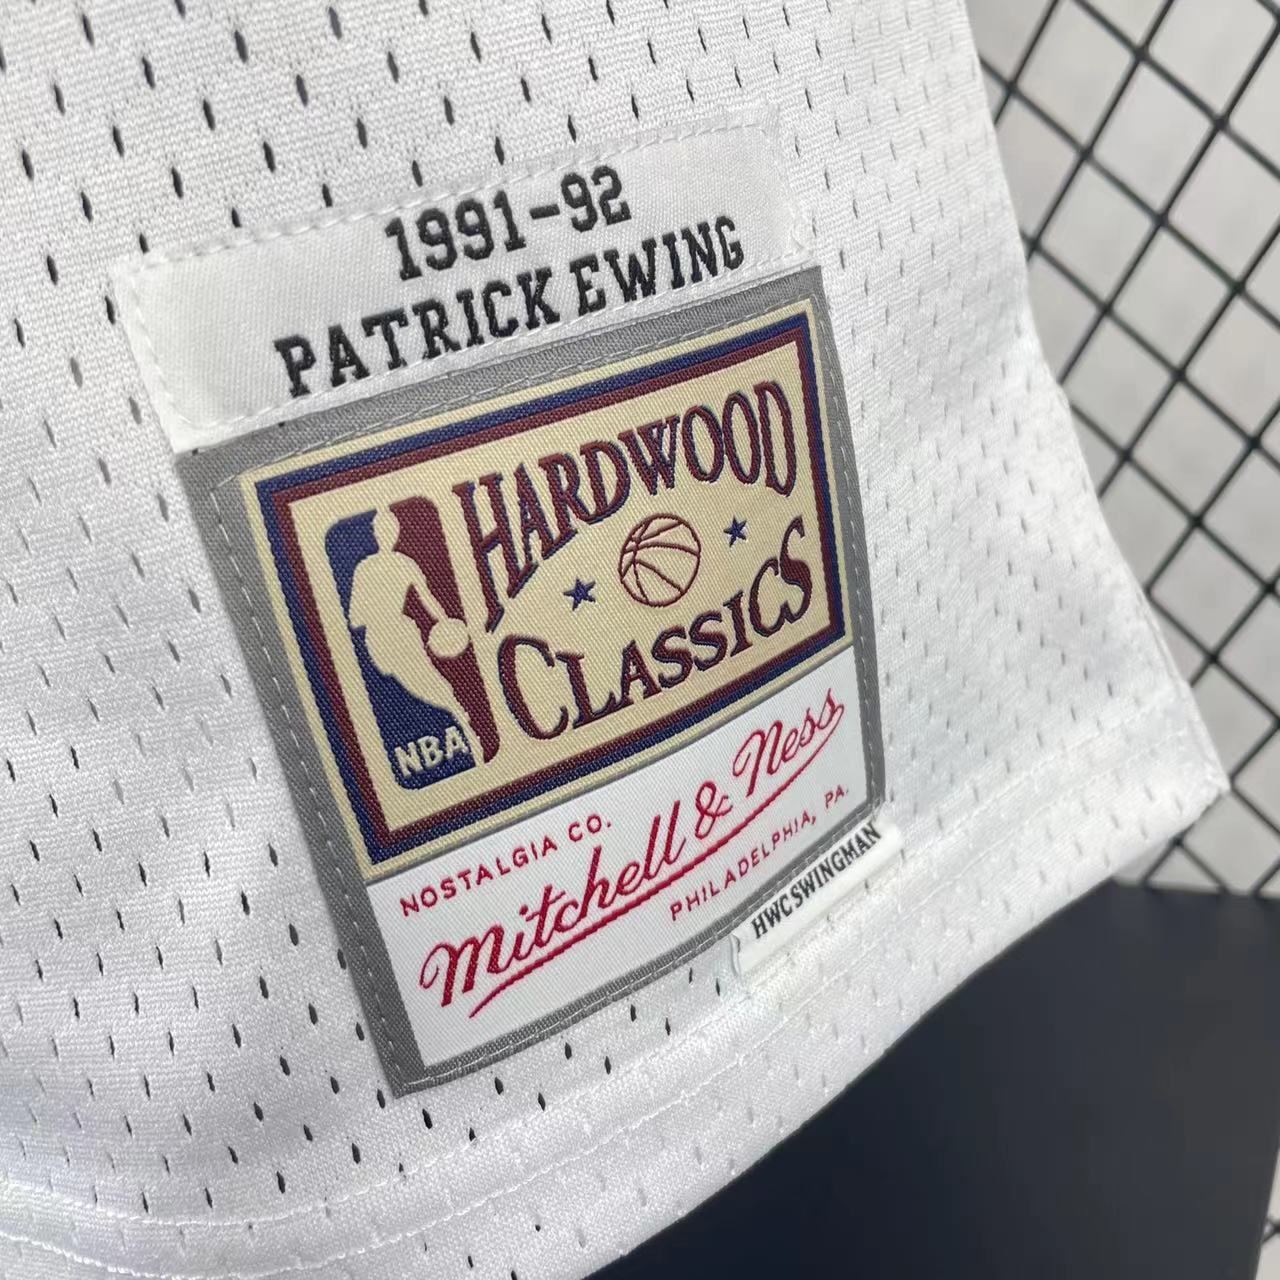 1991-92
PATRICK EWING
HARDWOOD
CLASSICS
NBA
NOSTALGIA CO.
Mitchell & Ness
PHILADELPHIA, PA.
HWC SWINGMAN